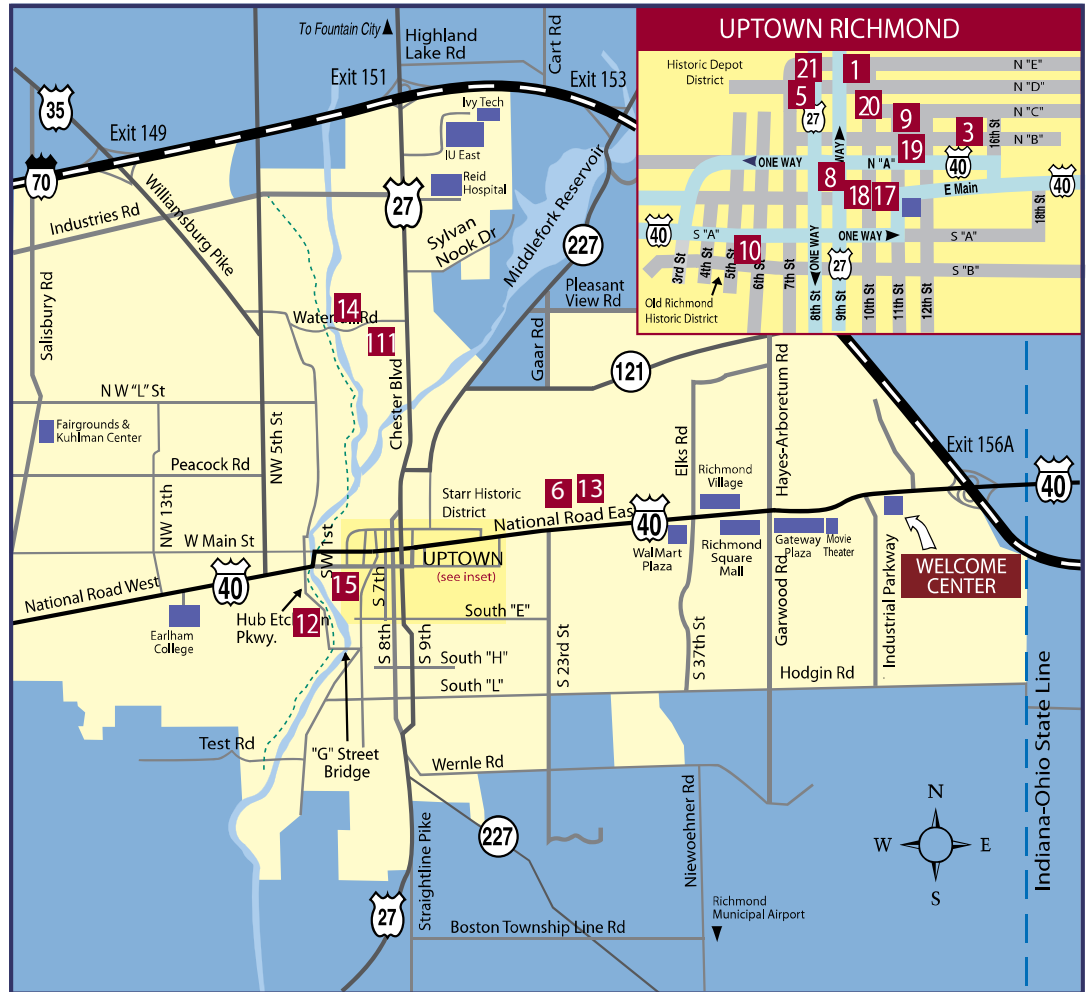 To Fountain City
Highland
Lake Rd
Cart Rd
Exit 151
Exit 153
35
Exit 149
70
Ivy Tech
IU East
Reid
Hospital
27
Williamsburg Pike
Industries Rd
Sylvan
Nook Dr
Middlefork Reservoir
227
Pleasant
View Rd
Salisbury Rd
14
111
Gaar Rd
121
Chester Blvd
N W "L" St
Fairgrounds &
Kuhlman Center
NW 5th St
Peacock Rd
NW 13th
W Main St
National Road West
40
Earlham
College
SW 1st
Hub
Pkwy.
12
15
S 7th
S 8th
S 9th
Starr Historic
District
UPTOWN
(see inset)
6
13
National Road East
40
South "E"
South "H"
South "L"
S 23rd St
Elks Rd
S 37th St
WalMart
Plaza
Richmond
Village
Richmond
Square
Mall
Hayes-Arboretum Rd
Gateway
Plaza
Movie
Theater
Garwood Rd
Industrial Parkway
Exit 156A
40
WELCOME
CENTER
Hodgin Rd
Indiana-Ohio State Line
Test Rd
"G" Street
Bridge
Wernle Rd
227
Straightline Pike
27
Niewoehner Rd
Boston Township Line Rd
Richmond
Municipal Airport
N
W
E
S
UPTOWN RICHMOND
Historic Depot
District
21
1
N "E"
N "D"
5
27
20
9
N "C"
3
N "B"
16th St
19
40
ONE WAY
WAY
N "A"
8
18
17
E Main
40
40
S "A"
ONE WAY
S "A"
18th St
10
ONE WAY
27
S "B"
3rd St
4th St
5th St
6th St
7th St
8th St
9th St
10th St
11th St
12th St
Old Richmond
Historic District